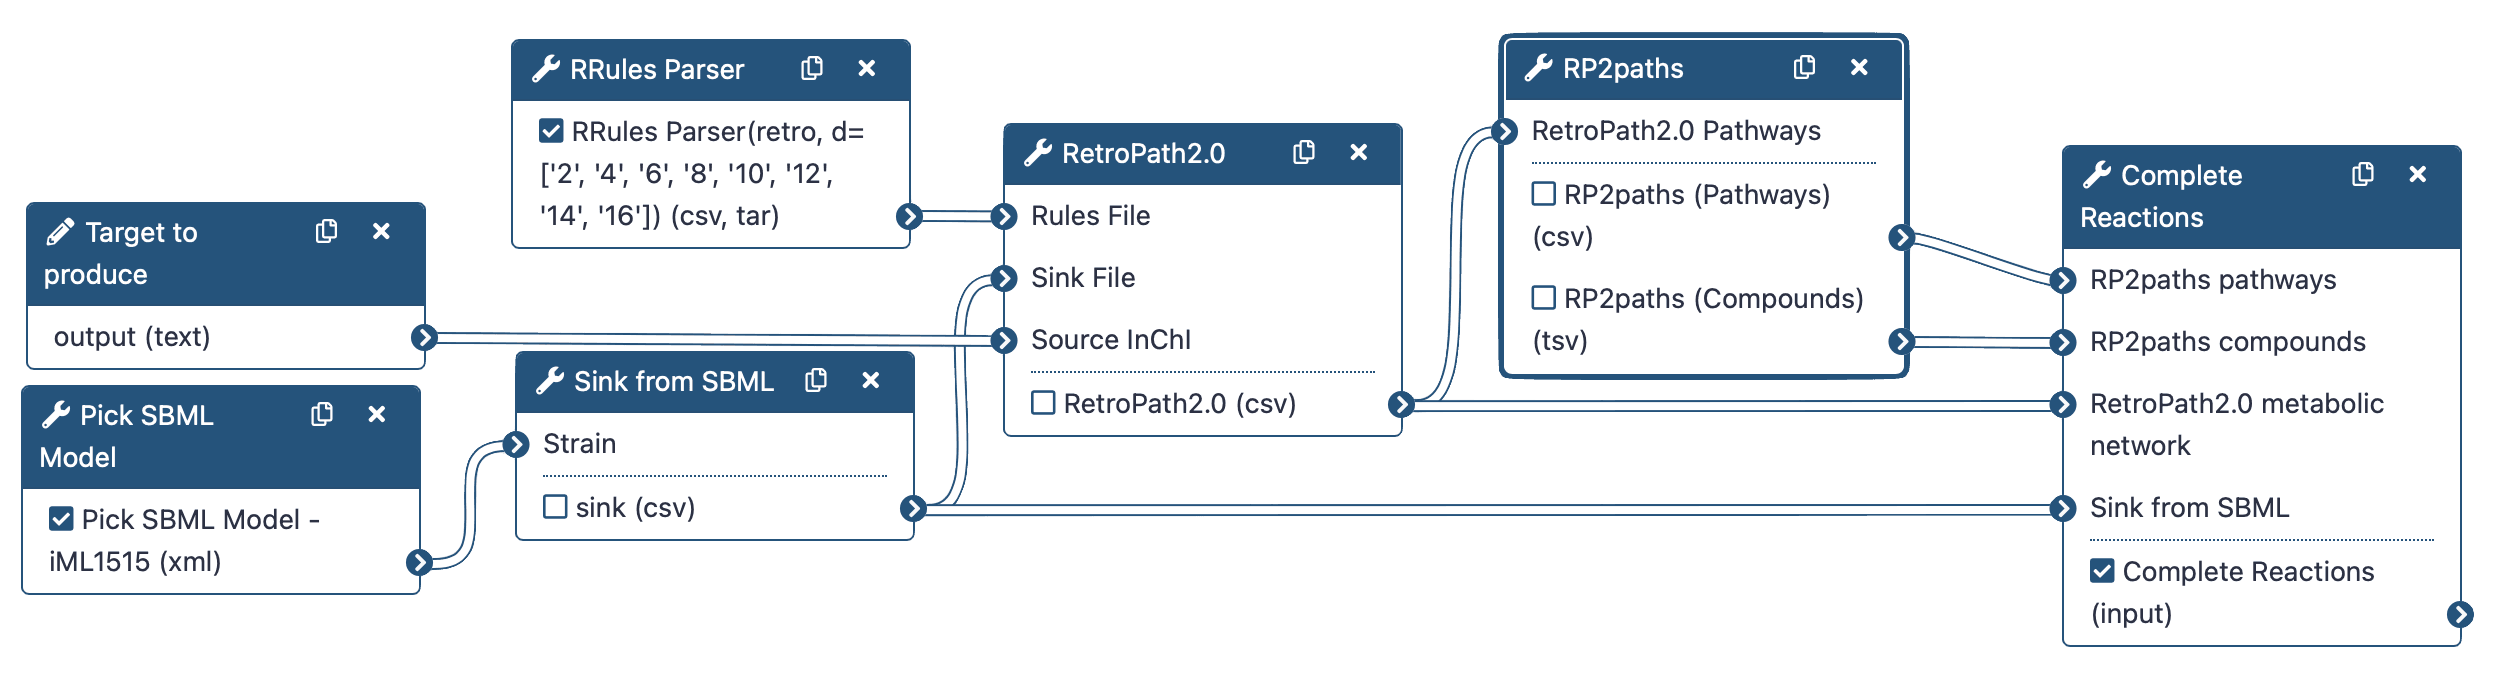 Target to
produce
output (text)
Pick SBML
Model
Pick SBML Model -
iML1515 (xml)
RRules Parser
RRules Parser(retro, d=
['2', '4', '6', '8', '10', '12',
'14', '16']) (csv, tar)
Sink from SBML
Strain
sink (csv)
RetroPath2.0
Rules File
Sink File
Source InChI
RetroPath2.0 (csv)
RP2paths
RetroPath2.0 Pathways
RP2paths (Pathways)
(csv)
RP2paths (Compounds)
(tsv)
Complete
Reactions
RP2paths pathways
RP2paths compounds
RetroPath2.0 metabolic
network
Sink from SBML
Complete Reactions
(input)